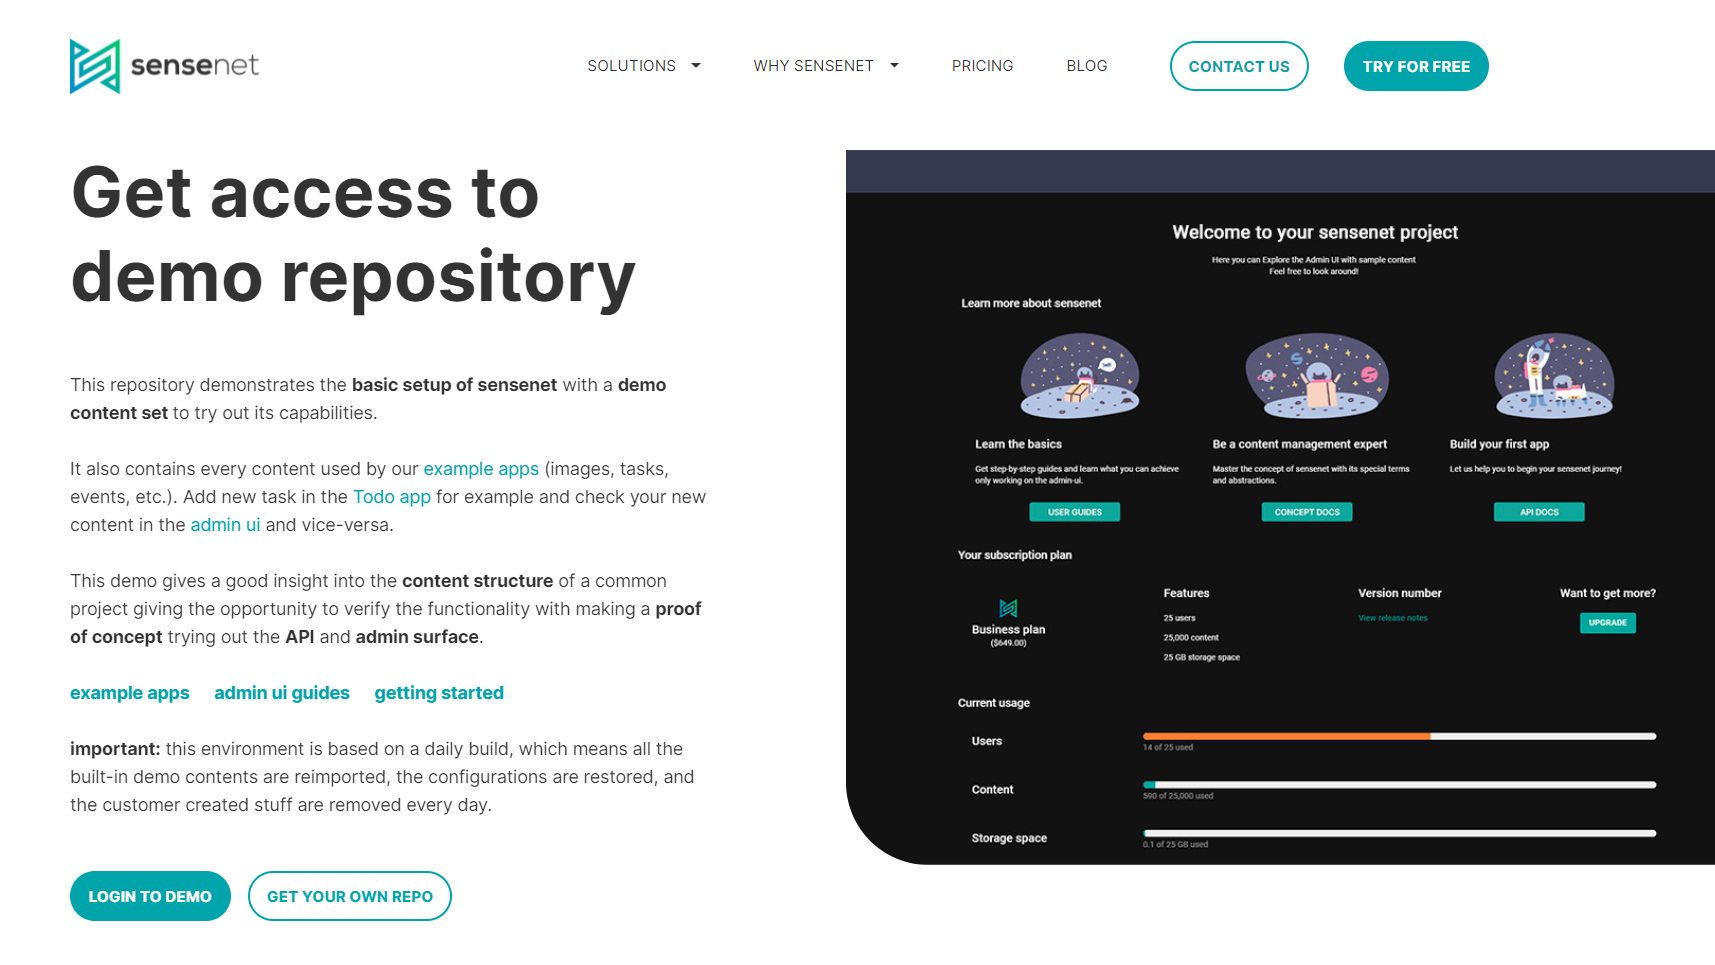 sensenet
SOLUTIONS
WHY SENSENET
PRICING
BLOG
CONTACT US
TRY FOR FREE
Get access to
demo repository
This repository demonstrates the basic setup of sensenet with a demo
content set to try out its capabilities.
It also contains every content used by our example apps (images, tasks,
events, etc.). Add new task in the Todo app for example and check your new
content in the admin ui and vice-versa.
This demo gives a good insight into the content structure of a common
project giving the opportunity to verify the functionality with making a proof
of concept trying out the API and admin surface.
example apps
admin ui guides
getting started
important: this environment is based on a daily build, which means all the
built-in demo contents are reimported, the configurations are restored, and
the customer created stuff are removed every day.
LOGIN TO DEMO
GET YOUR OWN REPO
Welcome to your sensenet project
Here you can Explore the Admin UI with sample content
Feel free to look around!
Learn more about sensenet
Learn the basics
Get step-by-step guides and learn what you can achieve
only working on the admin-ui.
USER GUIDES
Be a content management expert
Master the concept of sensenet with its special terms
and abstractions.
CONCEPT DOCS
Build your first app
Let us help you to begin your sensenet journey!
API DOCS
Your subscription plan
Business plan
($649.00)
Features
25 users
25,000 content
25 GB storage space
Version number
View release notes
Want to get more?
UPGRADE
Current usage
Users
14 of 25 used
Content
590 of 25,000 used
Storage space
0.1 of 25 GB used